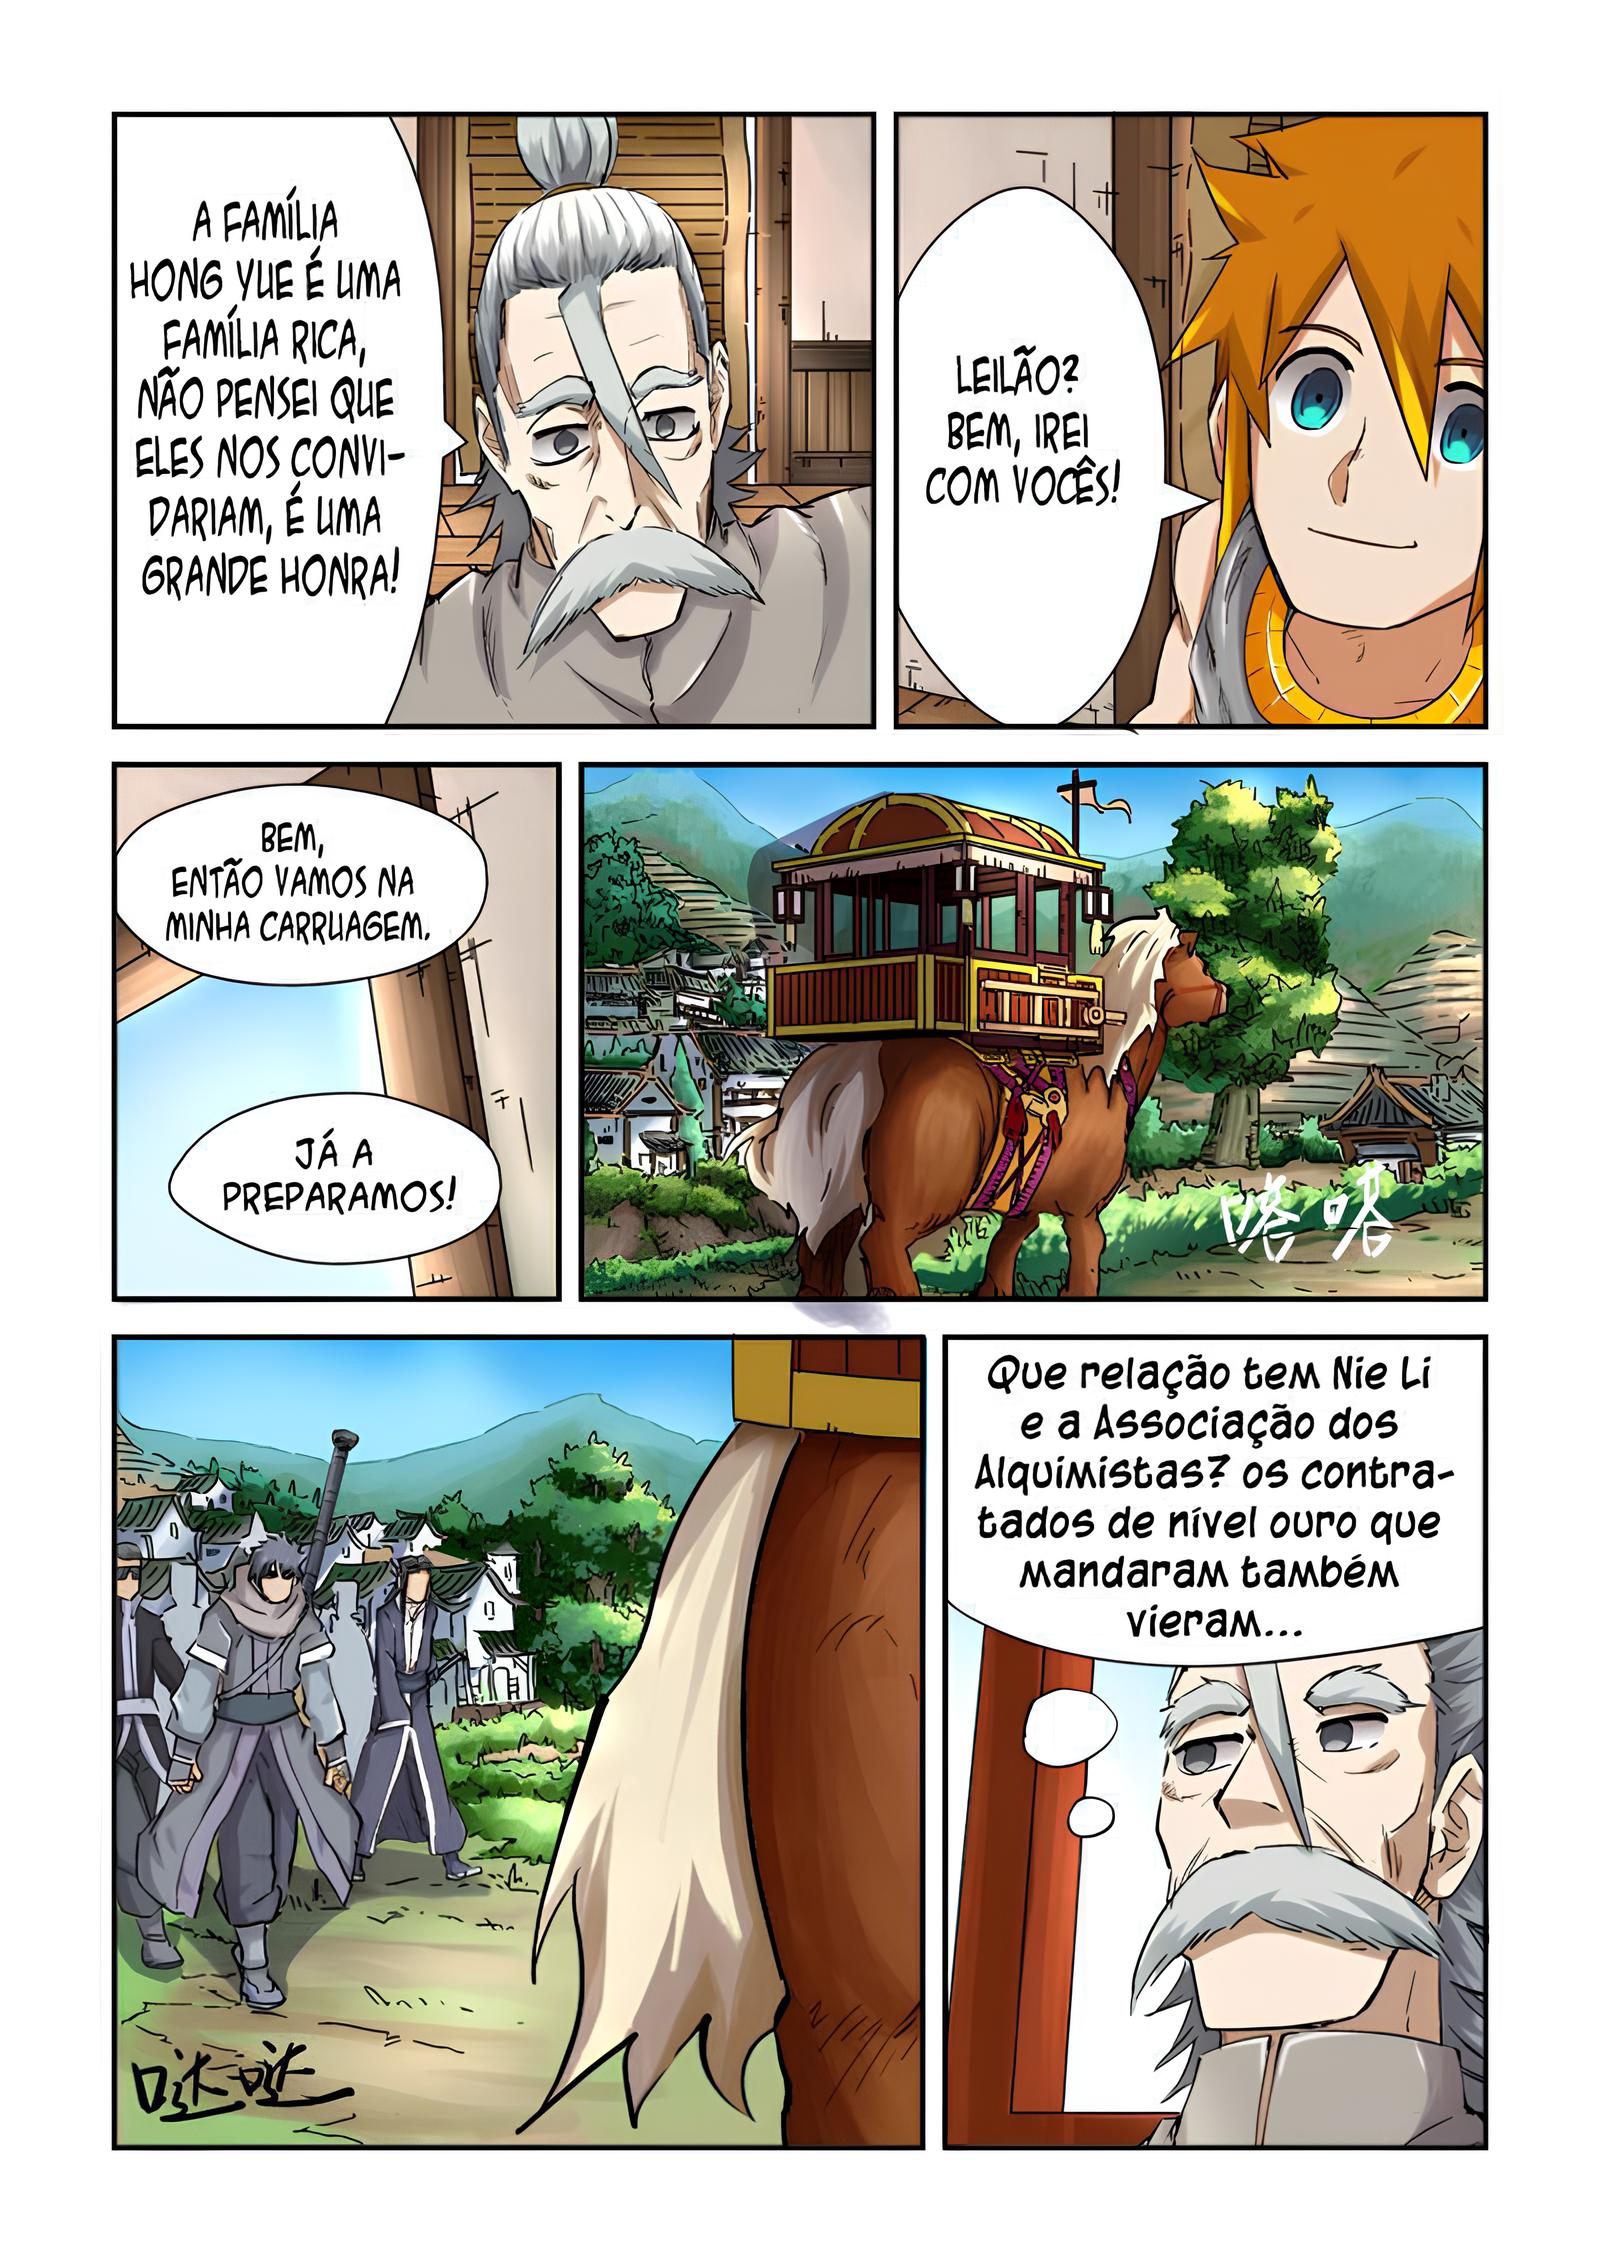 A FAMÍLIA
HONG YUE É UMA
FAMÍLIA RICA,
NÃO PENSEI QUE
ELES NOS CONVI-
DARIAM, É UMA
GRANDE HONRA!
LEILÃO?
BEM, IREI
COM VOCÊS!
BEM,
ENTÃO VAMOS NA
MINHA CARRUAGEM.
JÁ A
PREPARAMOS!
嗒 嗒
哒哒
Que relação tem Nie Li
e a Associação dos
Alquimistas? os contra-
tados de nível ouro que
mandaram também
vieram...